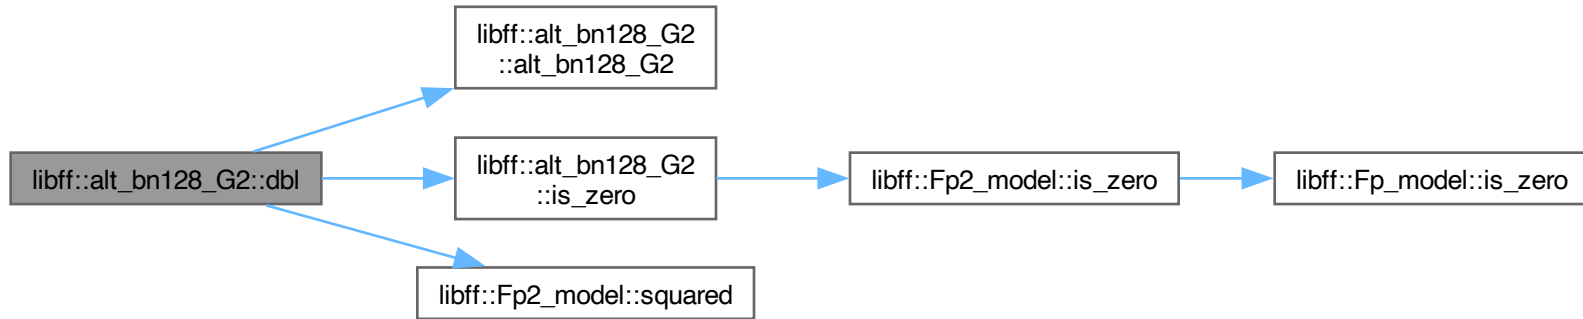 libff::alt_bn128_G2::dbl
libff::alt_bn128_G2
::alt_bn128_G2
libff::alt_bn128_G2
::is_zero
libff::Fp2_model::squared
libff::Fp2_model::is_zero
libff::Fp_model::is_zero